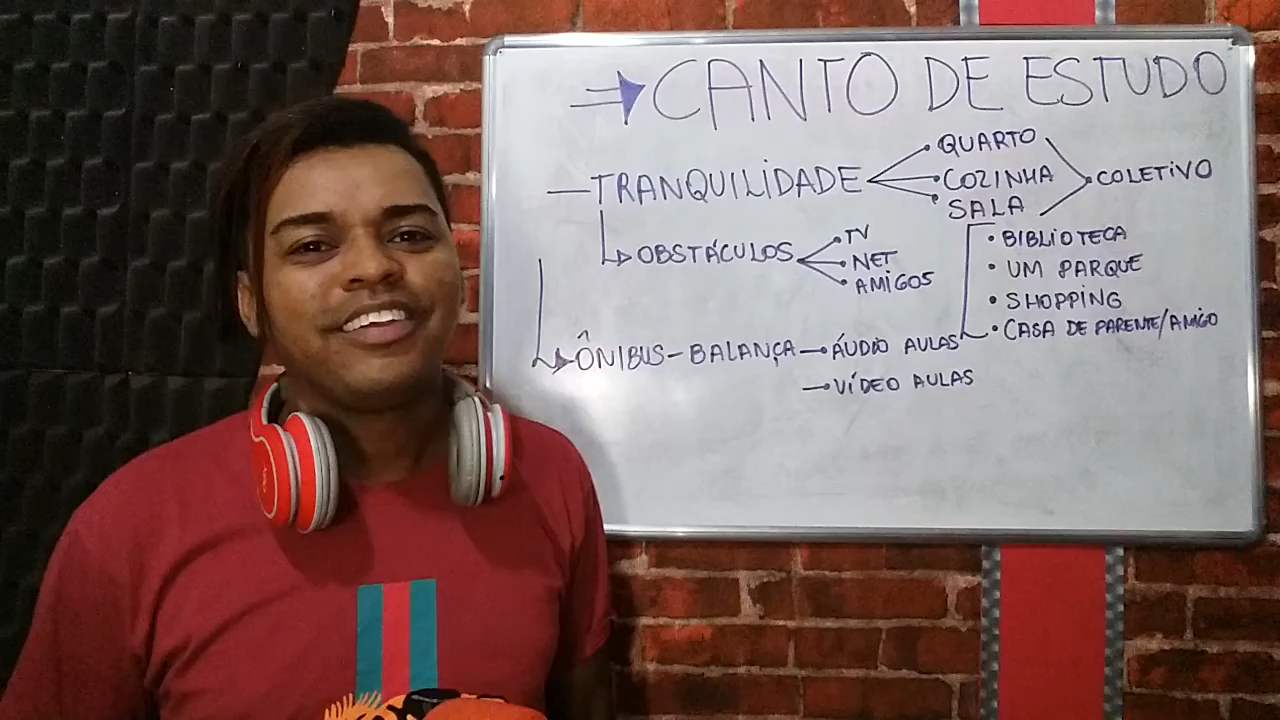 CANTO DE ESTUDO
TRANQUILIDADE
QUARTO
COZINHA
SALA
COLETIVO
OBSTÁCULOS
TV
NET
AMIGOS
BIBLIOTECA
UM PARQUE
SHOPPING
CASA DE PARENTE/AMIGO
ÔNIBUS-BALANÇA
ÁUDIO AULAS
VÍDEO AULAS